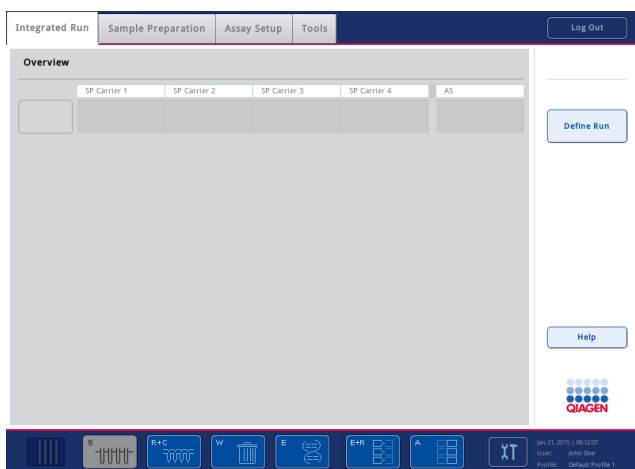 Integrated Run Sample Preparation Assay Setup Tools Log Out
Overview
SP Carrier 1 SP Carrier 2 SP Carrier 3 SP Carrier 4 AS
Define Run
Help
QIAGEN
S R+C W E E+R A
Jan 21, 2015 | 08:12:07
User: John Doe
Profile: Default Profile 1